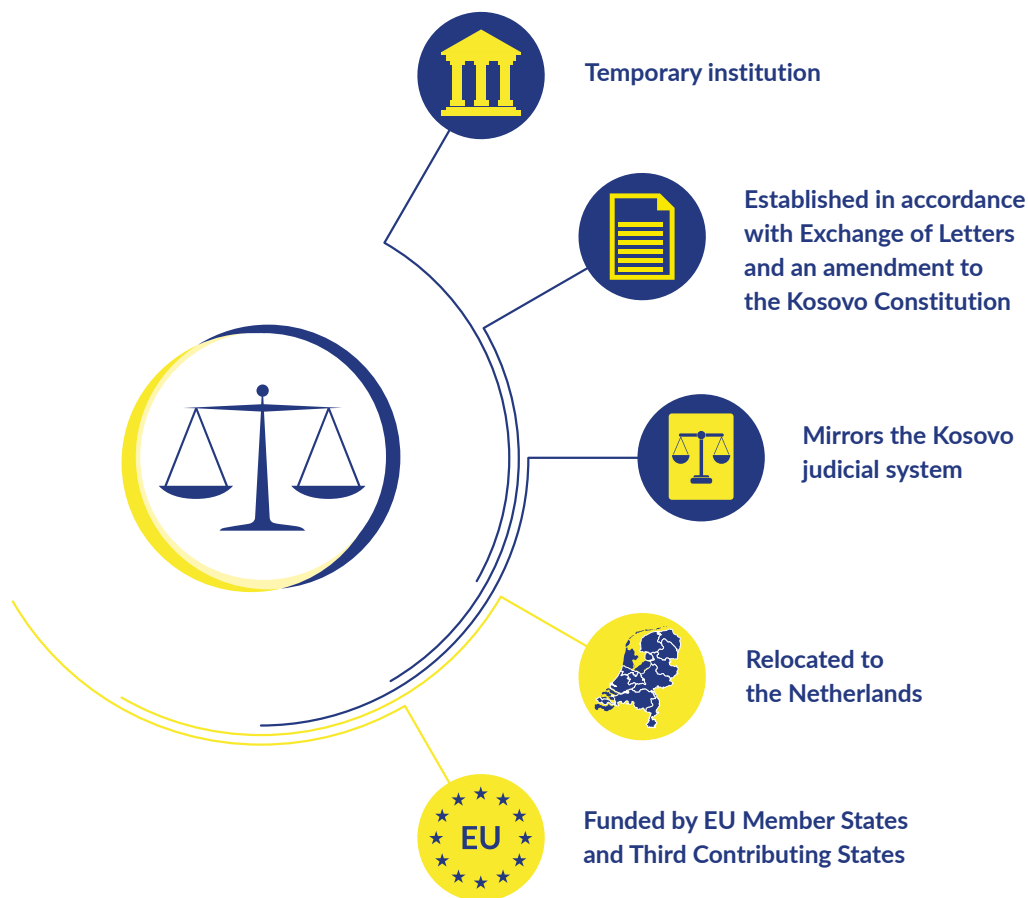 Temporary institution
Established in accordance
with Exchange of Letters
and an amendment to
the Kosovo Constitution
Mirrors the Kosovo
judicial system
Relocated to
the Netherlands
EU
Funded by EU Member States
and Third Contributing States